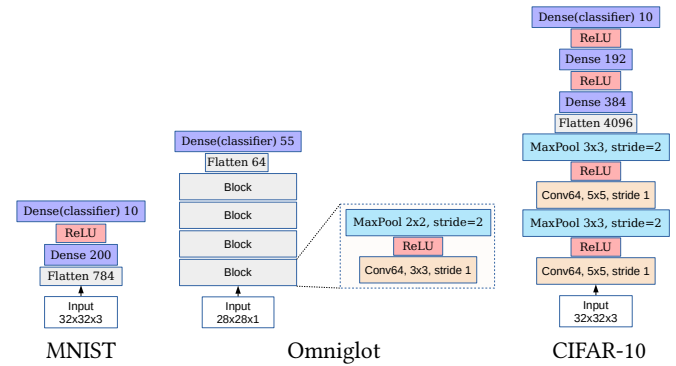 Dense(classifier) 10
ReLU
Dense 200
Flatten 784
Input
32x32x3
MNIST
Dense(classifier) 55
Flatten 64
Block
Block
Block
Block
Input
28x28x1
MaxPool 2x2, stride=2
ReLU
Conv64, 3x3, stride 1
Omniglot
Dense(classifier) 10
ReLU
Dense 192
ReLU
Dense 384
Flatten 4096
MaxPool 3x3, stride=2
ReLU
Conv64, 5x5, stride 1
MaxPool 3x3, stride=2
ReLU
Conv64, 5x5, stride 1
Input
32x32x3
CIFAR-10